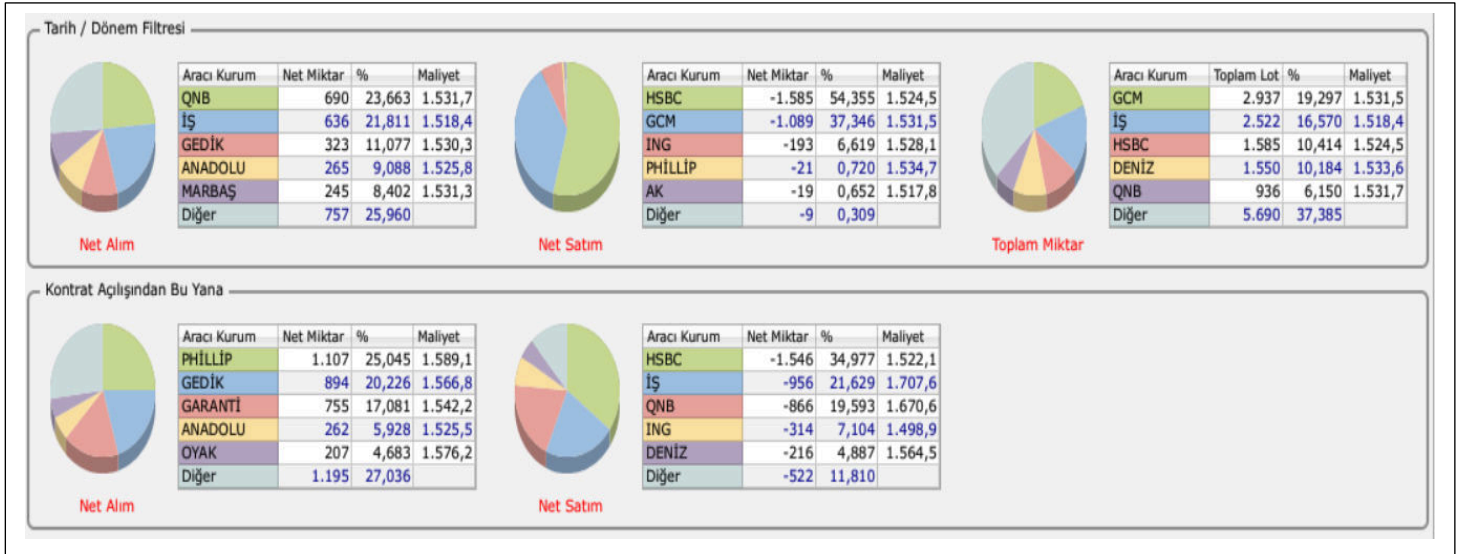 Tarih / Dönem Filtresi
Aracı Kurum Net Miktar % Maliyet
QNB 690 23,663 1.531,7
İŞ 636 21,811 1.518,4
GEDİK 323 11,077 1.530,3
ANADOLU 265 9,088 1.525,8
MARBAŞ 245 8,402 1.531,3
Diğer 757 25,960
Net Alım
Aracı Kurum Net Miktar % Maliyet
HSBC -1.585 54,355 1.524,5
GCM -1.089 37,346 1.531,5
ING -193 6,619 1.528,1
PHİLLİP -21 0,720 1.534,7
AK -19 0,652 1.517,8
Diğer -9 0,309
Net Satım
Aracı Kurum Toplam Lot % Maliyet
GCM 2.937 19,297 1.531,5
İŞ 2.522 16,570 1.518,4
HSBC 1.585 10,414 1.524,5
DENİZ 1.550 10,184 1.533,6
QNB 936 6,150 1.531,7
Diğer 5.690 37,385
Toplam Miktar
Kontrat Açılışından Bu Yana
Aracı Kurum Net Miktar % Maliyet
PHİLLİP 1.107 25,045 1.589,1
GEDİK 894 20,226 1.566,8
GARANTİ 755 17,081 1.542,2
ANADOLU 262 5,928 1.525,5
OYAK 207 4,683 1.576,2
Diğer 1.195 27,036
Net Alım
Aracı Kurum Net Miktar % Maliyet
HSBC -1.546 34,977 1.522,1
İŞ -956 21,629 1.707,6
QNB -866 19,593 1.670,6
ING -314 7,104 1.498,9
DENİZ -216 4,887 1.564,5
Diğer -522 11,810
Net Satım